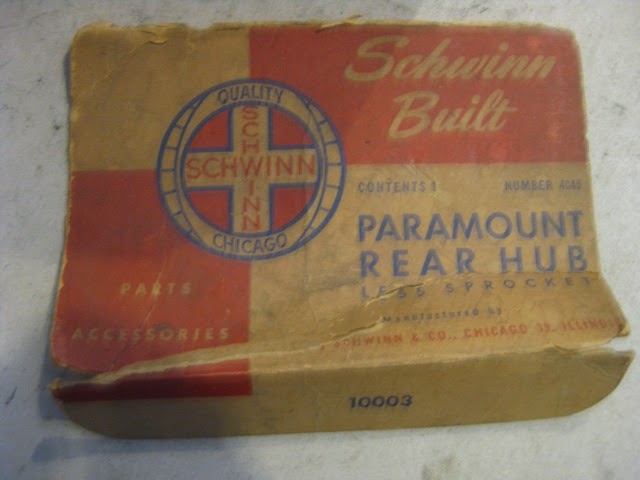 Schwinn
Built
QUALITY
SCHWINN
SCHWINN
CHICAGO
CONTENTS 1 NUMBER
PARAMOUNT
REAR HUB
LESS SPROCKET
Manufactured by
SCHWINN & CO., CHICAGO 39, ILLINOIS
PARTS
ACCESSORIES
10003